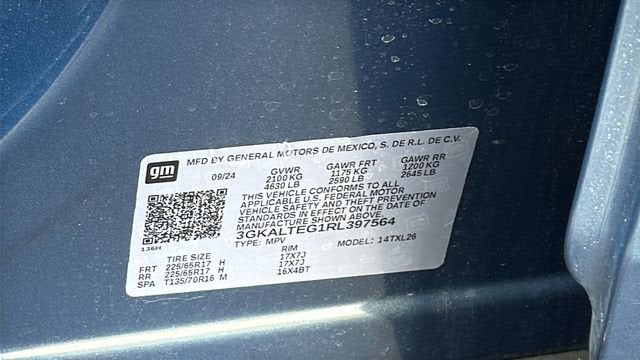 MFD BY GENERAL MOTORS DE MEXICO, S. DE R.L. DE C.V.
gm 09/24 GVWR GAWR FRT GAWR RR
2100 KG 1175 KG 1200 KG
4630 LB 2590 LB 2645 LB
THIS VEHICLE CONFORMS TO ALL
APPLICABLE U.S. FEDERAL MOTOR
VEHICLE SAFETY AND THEFT PREVENTION
STANDARDS IN EFFECT ON THE DATE OF
MANUFACTURE SHOWN ABOVE.
3GKALTEG1RL397564
136H TYPE: MPV MODEL: 14TXL26
TIRE SIZE RIM
FRT 225/65R17 H 17X7J
RR 225/65R17 H 17X7J
SPA T135/70R16 M 16X4BT